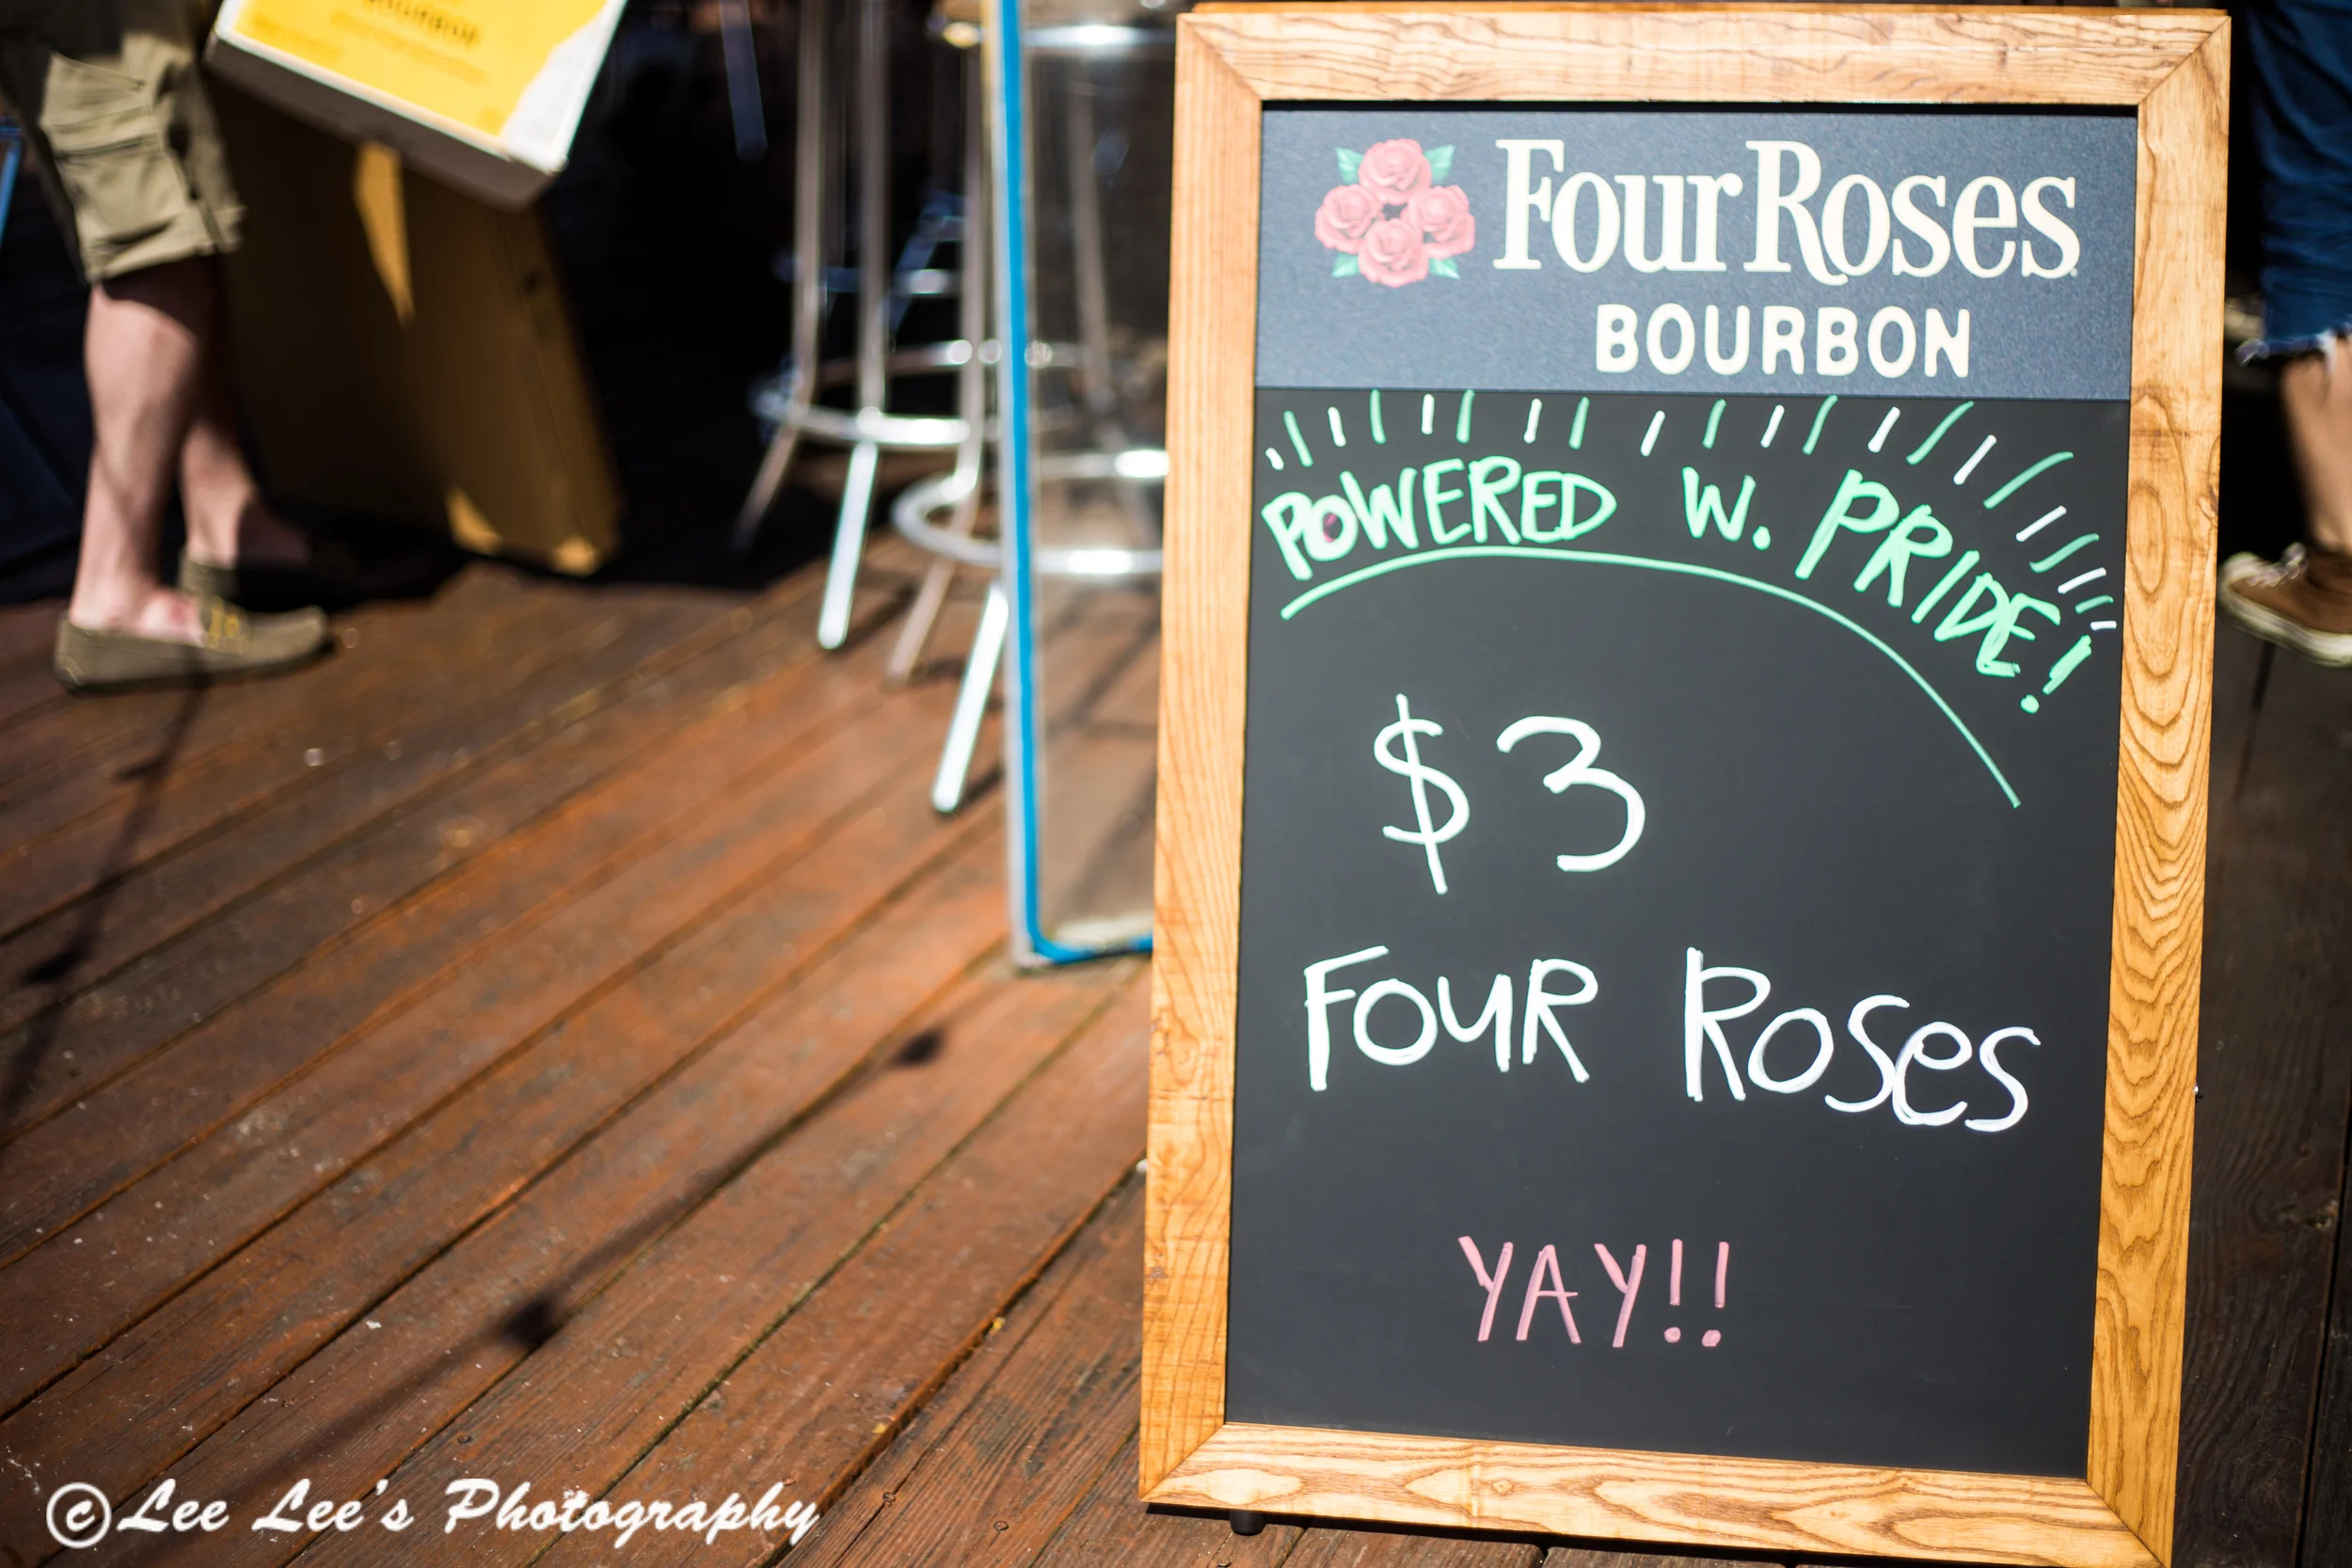 Four Roses
BOURBON
POWERED W. PRIDE!
$3
FOUR ROSES
YAY!!
©Lee Lee's Photography